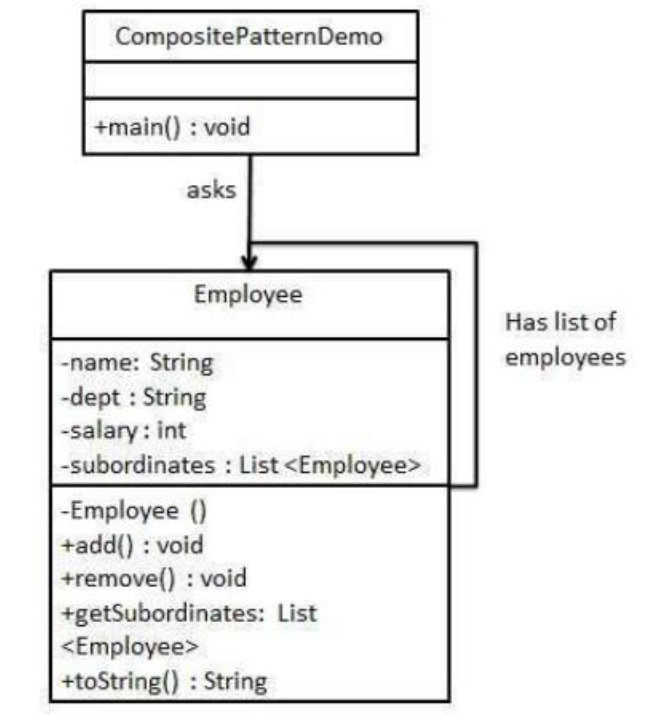 CompositePatternDemo
+main() : void
asks
Employee
Has list of
employees
-name: String
-dept : String
-salary : int
-subordinates : List <Employee>
-Employee ()
+add() : void
+remove() : void
+getSubordinates: List
<Employee>
+toString() : String